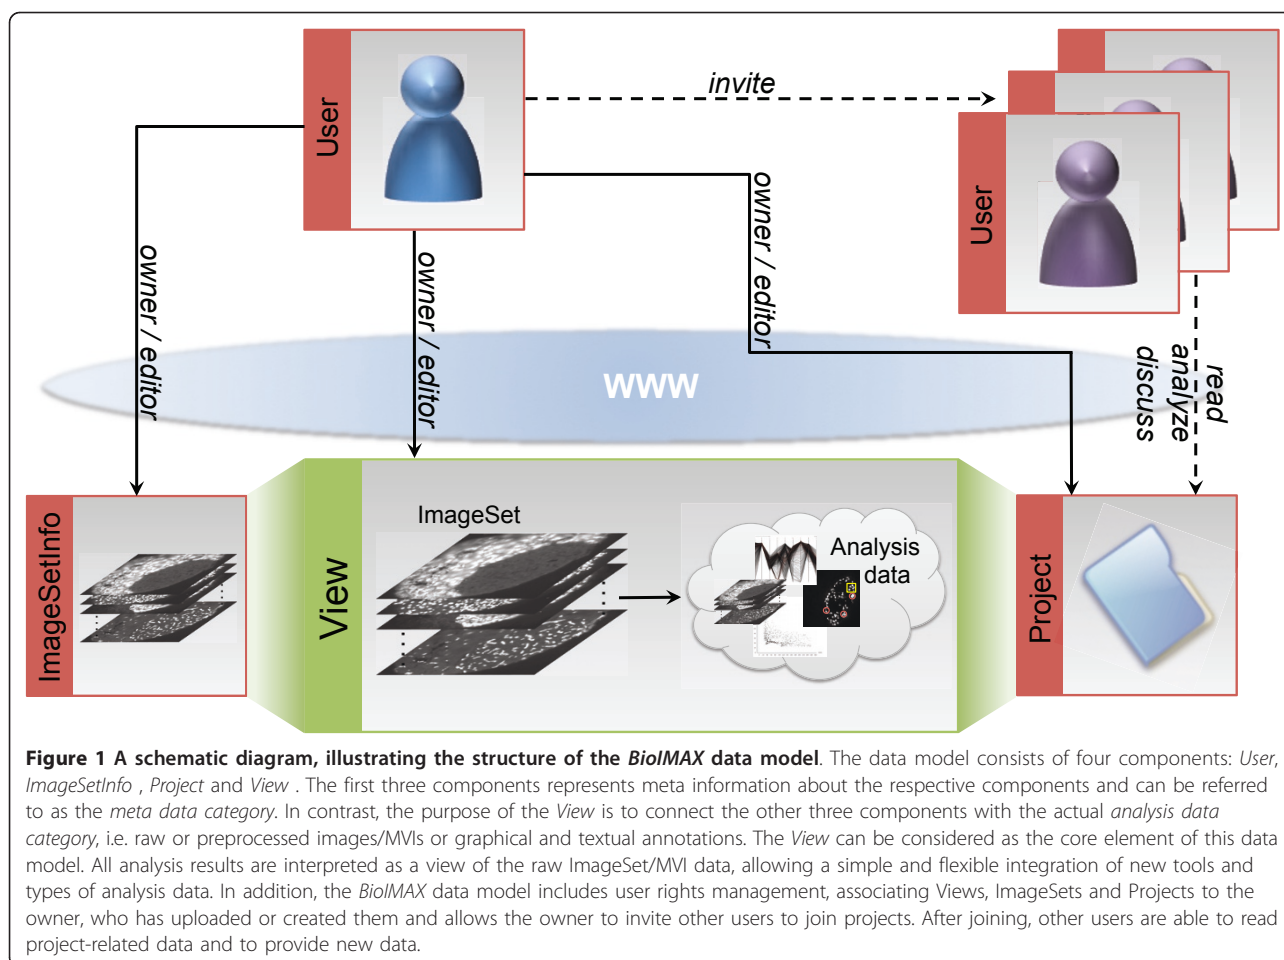 User
invite
User
owner / editor
owner / editor
owner / editor
read
analyze
discuss
www
ImageSetInfo
View
ImageSet
Analysis
data
Project
Figure 1 A schematic diagram, illustrating the structure of the BioIMAX data model. The data model consists of four components: User,
ImageSetInfo , Project and View . The first three components represents meta information about the respective components and can be referred
to as the meta data category. In contrast, the purpose of the View is to connect the other three components with the actual analysis data
category, i.e. raw or preprocessed images/MVIs or graphical and textual annotations. The View can be considered as the core element of this data
model. All analysis results are interpreted as a view of the raw ImageSet/MVI data, allowing a simple and flexible integration of new tools and
types of analysis data. In addition, the BioIMAX data model includes user rights management, associating Views, ImageSets and Projects to the
owner, who has uploaded or created them and allows the owner to invite other users to join projects. After joining, other users are able to read
project-related data and to provide new data.